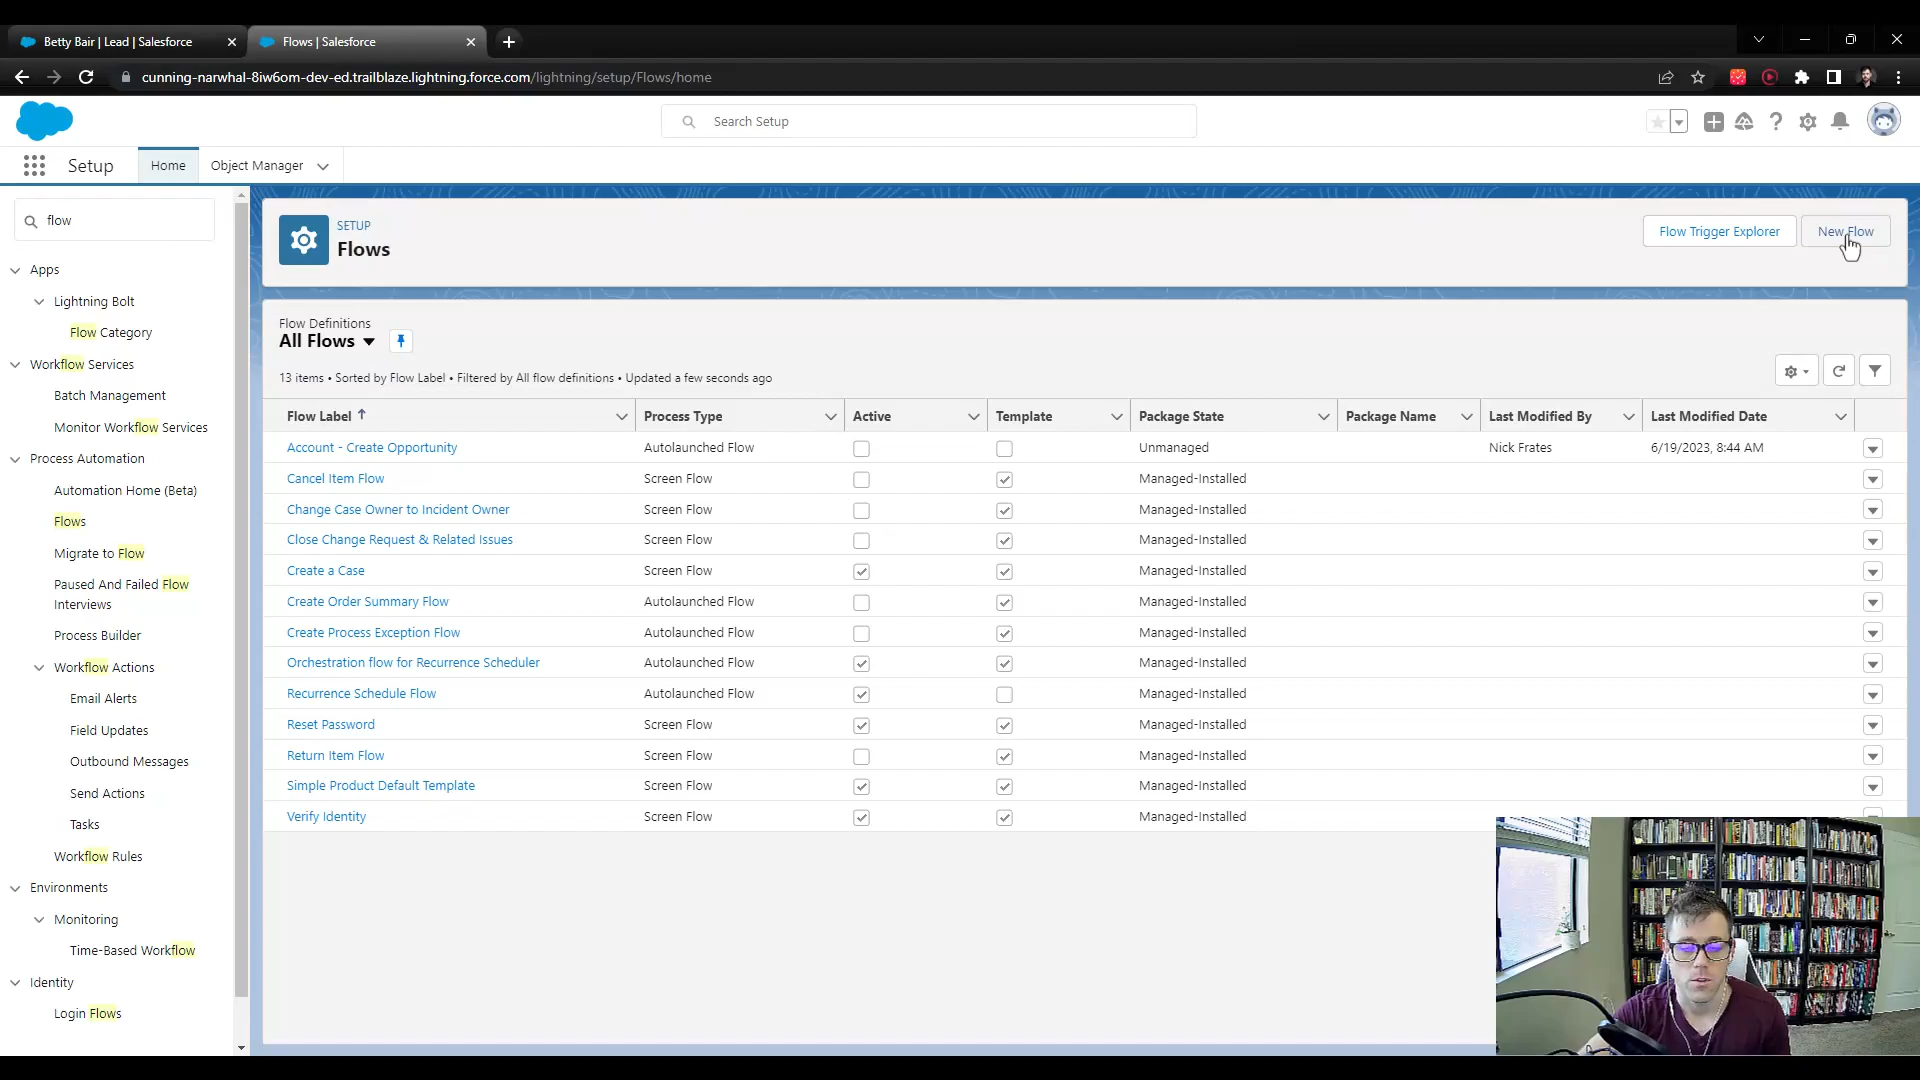 Betty Bair | Lead | Salesforce
Flows | Salesforce
cunning-narwhal-8iw6om-dev-ed.trailblaze.lightning.force.com/lightning/setup/Flows/home
Search Setup
Setup
Home
Object Manager
flow
Apps
Lightning Bolt
Flow Category
Workflow Services
Batch Management
Monitor Workflow Services
Process Automation
Automation Home (Beta)
Flows
Migrate to Flow
Paused And Failed Flow
Interviews
Process Builder
Workflow Actions
Email Alerts
Field Updates
Outbound Messages
Send Actions
Tasks
Workflow Rules
Environments
Monitoring
Time-Based Workflow
Identity
Login Flows
SETUP
Flows
Flow Trigger Explorer
New Flow
Flow Definitions
All Flows
13 items • Sorted by Flow Label • Filtered by All flow definitions • Updated a few seconds ago
Flow Label Process Type Active Template Package State Package Name Last Modified By Last Modified Date
Account - Create Opportunity Autolaunched Flow Unmanaged Nick Frates 6/19/2023, 8:44 AM
Cancel Item Flow Screen Flow Managed-Installed
Change Case Owner to Incident Owner Screen Flow Managed-Installed
Close Change Request & Related Issues Screen Flow Managed-Installed
Create a Case Screen Flow Managed-Installed
Create Order Summary Flow Autolaunched Flow Managed-Installed
Create Process Exception Flow Autolaunched Flow Managed-Installed
Orchestration flow for Recurrence Scheduler Autolaunched Flow Managed-Installed
Recurrence Schedule Flow Autolaunched Flow Managed-Installed
Reset Password Screen Flow Managed-Installed
Return Item Flow Screen Flow Managed-Installed
Simple Product Default Template Screen Flow Managed-Installed
Verify Identity Screen Flow Managed-Installed